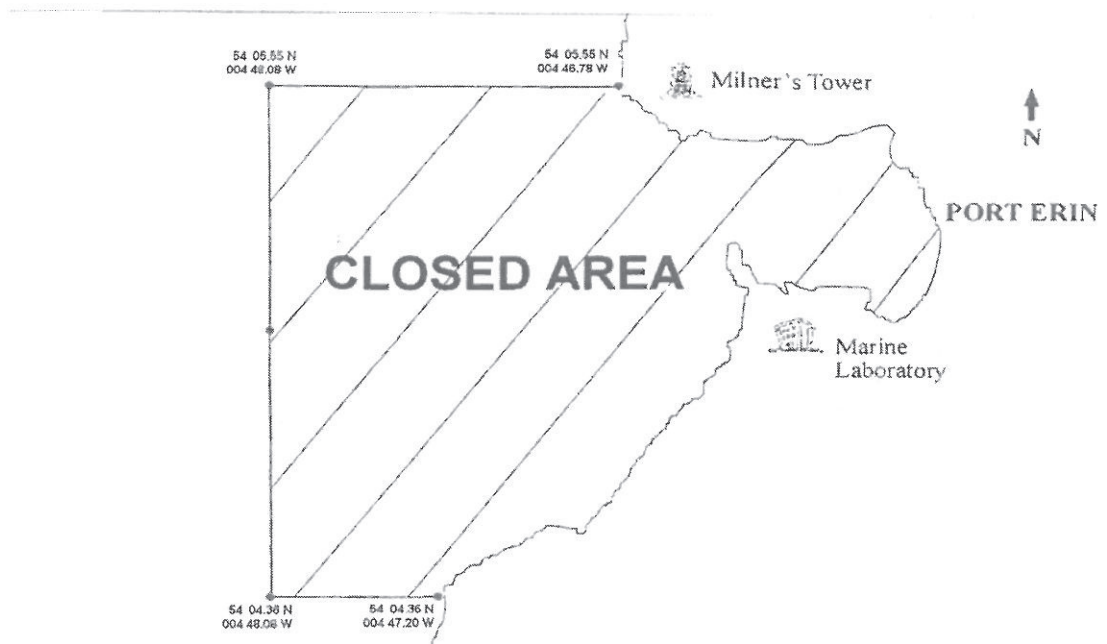 54 05.55 N
004 48.08 W
54 05.55 N
004 46.78 W
Milner's Tower
N
PORT ERIN
CLOSED AREA
Marine
Laboratory
54 04.36 N
004 48.08 W
54 04.36 N
004 47.20 W